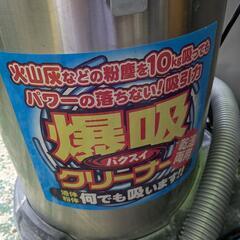 火山灰などの粉塵を10kg吸っても
パワーの落ちない!吸引力
爆吸
バクスイ
クリーナー
乾湿
両用
液体
粉体
何でも吸います!!